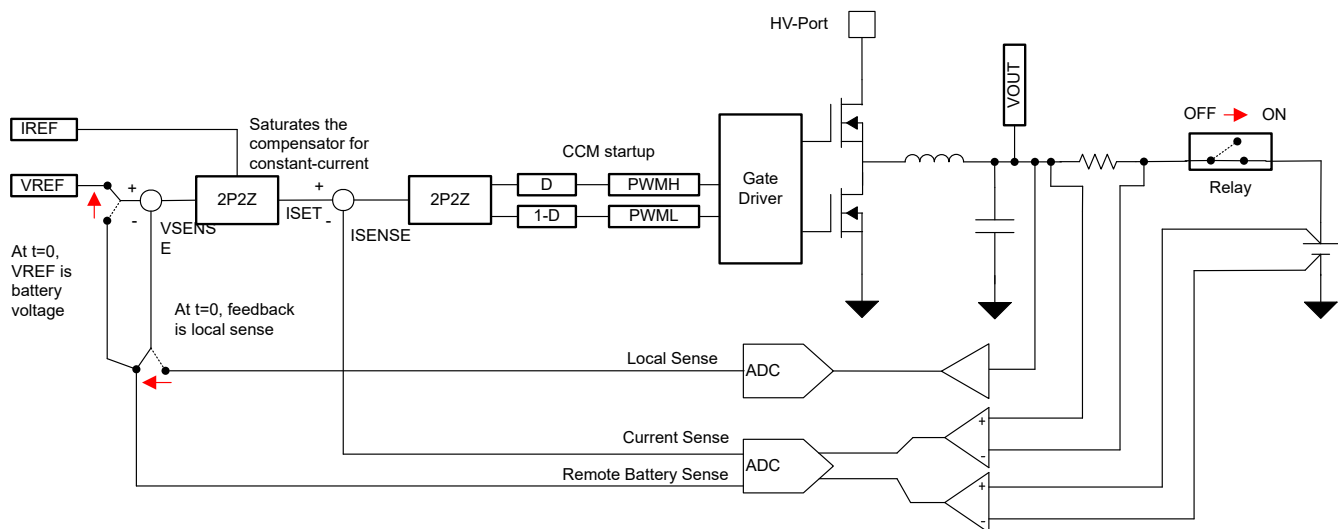 HV-Port
VOUT
OFF
ON
Relay
IREF
Saturates the
compensator for
constant-current
CCM startup
VREF
+
-
2P2Z
ISET
+
-
2P2Z
D
PWMH
1-D
PWML
Gate
Driver
VSENS
E
ISENSE
At t=0,
VREF is
battery
voltage
At t=0, feedback
is local sense
Local Sense
ADC
Current Sense
ADC
Remote Battery Sense
+
-
+
-